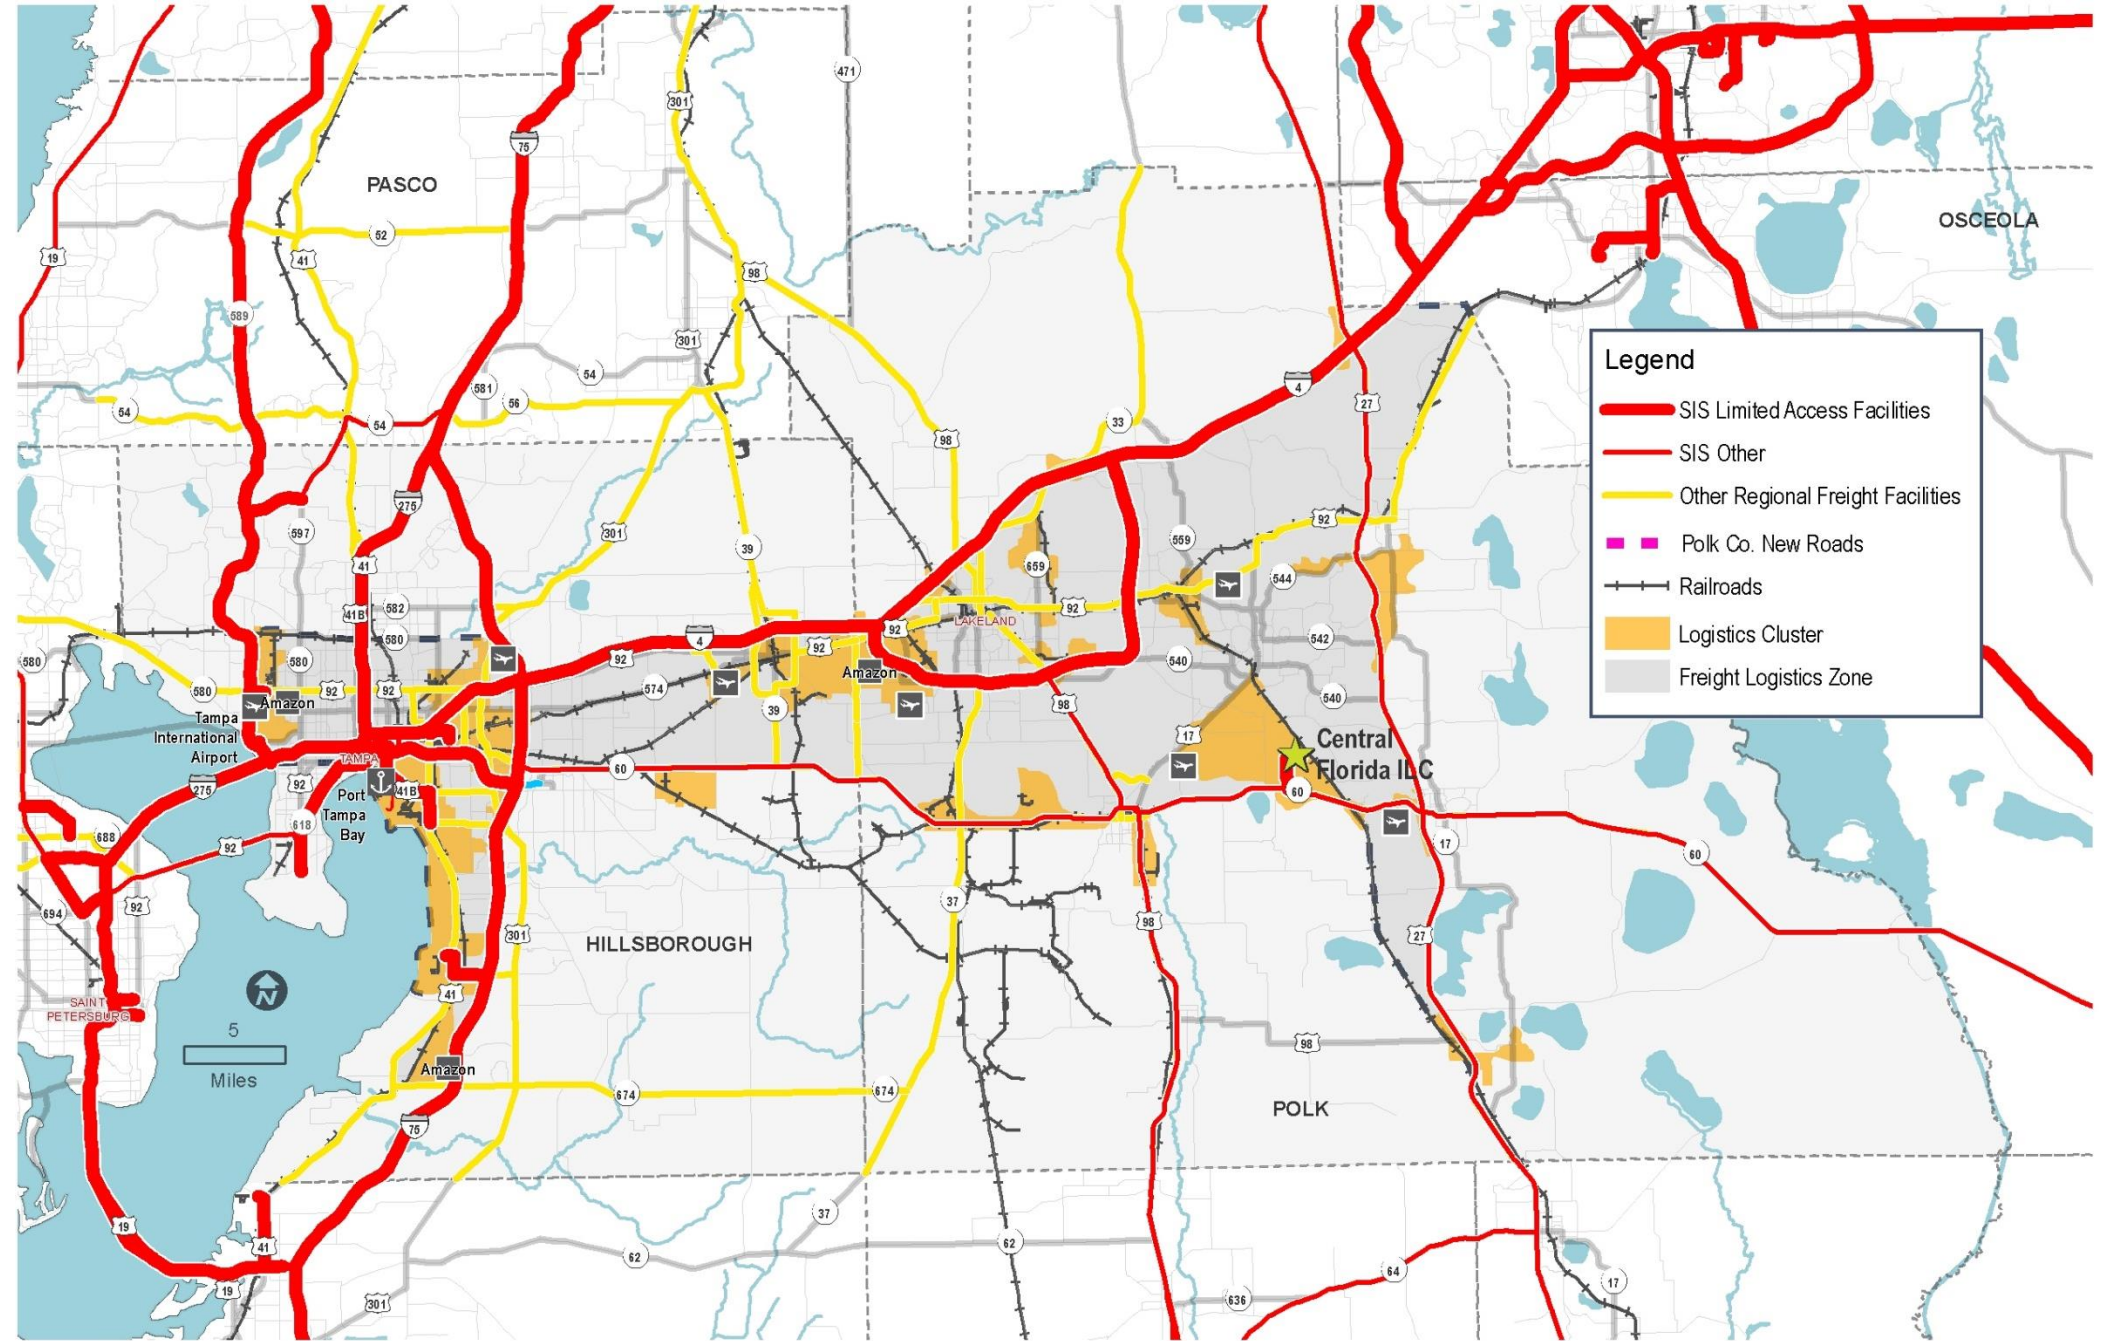 471
301
75
PASCO
OSCEOLA
52
41
19
98
589
301
Legend
SIS Limited Access Facilities
SIS Other
Other Regional Freight Facilities
Polk Co. New Roads
Railroads
Logistics Cluster
Freight Logistics Zone
54
581
56
4
27
54
54
33
98
275
597
301
39
92
559
41
659
544
582
41B
580
92
LAKELAND
92
542
580
580
4
92
92
540
574
Amazon
540
580
92
92
Amazon
39
98
Tampa
International
Airport
17
Central
Florida ILC
TAMPA
60
275
92
41B
60
Port
Tampa
Bay
618
688
92
17
60
694
92
37
98
301
27
HILLSBOROUGH
N
41
SAINT
PETERSBURG
5
Miles
98
Amazon
674
674
POLK
75
37
19
41
62
62
19
64
17
301
636